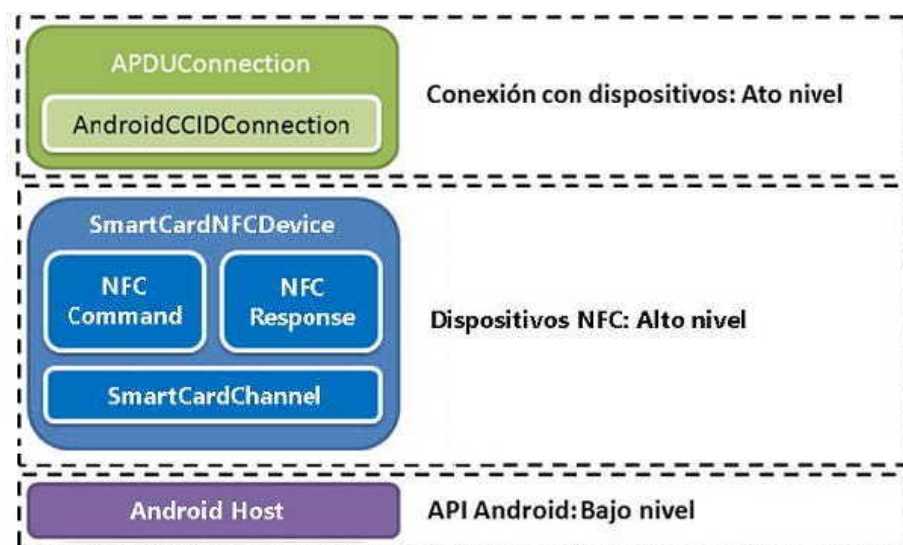 APDUConnection
AndroidCCIDConnection
Conexión con dispositivos: Ato nivel
SmartCardNFCDevice
NFC
Command
NFC
Response
SmartCardChannel
Dispositivos NFC: Alto nivel
Android Host
API Android: Bajo nivel